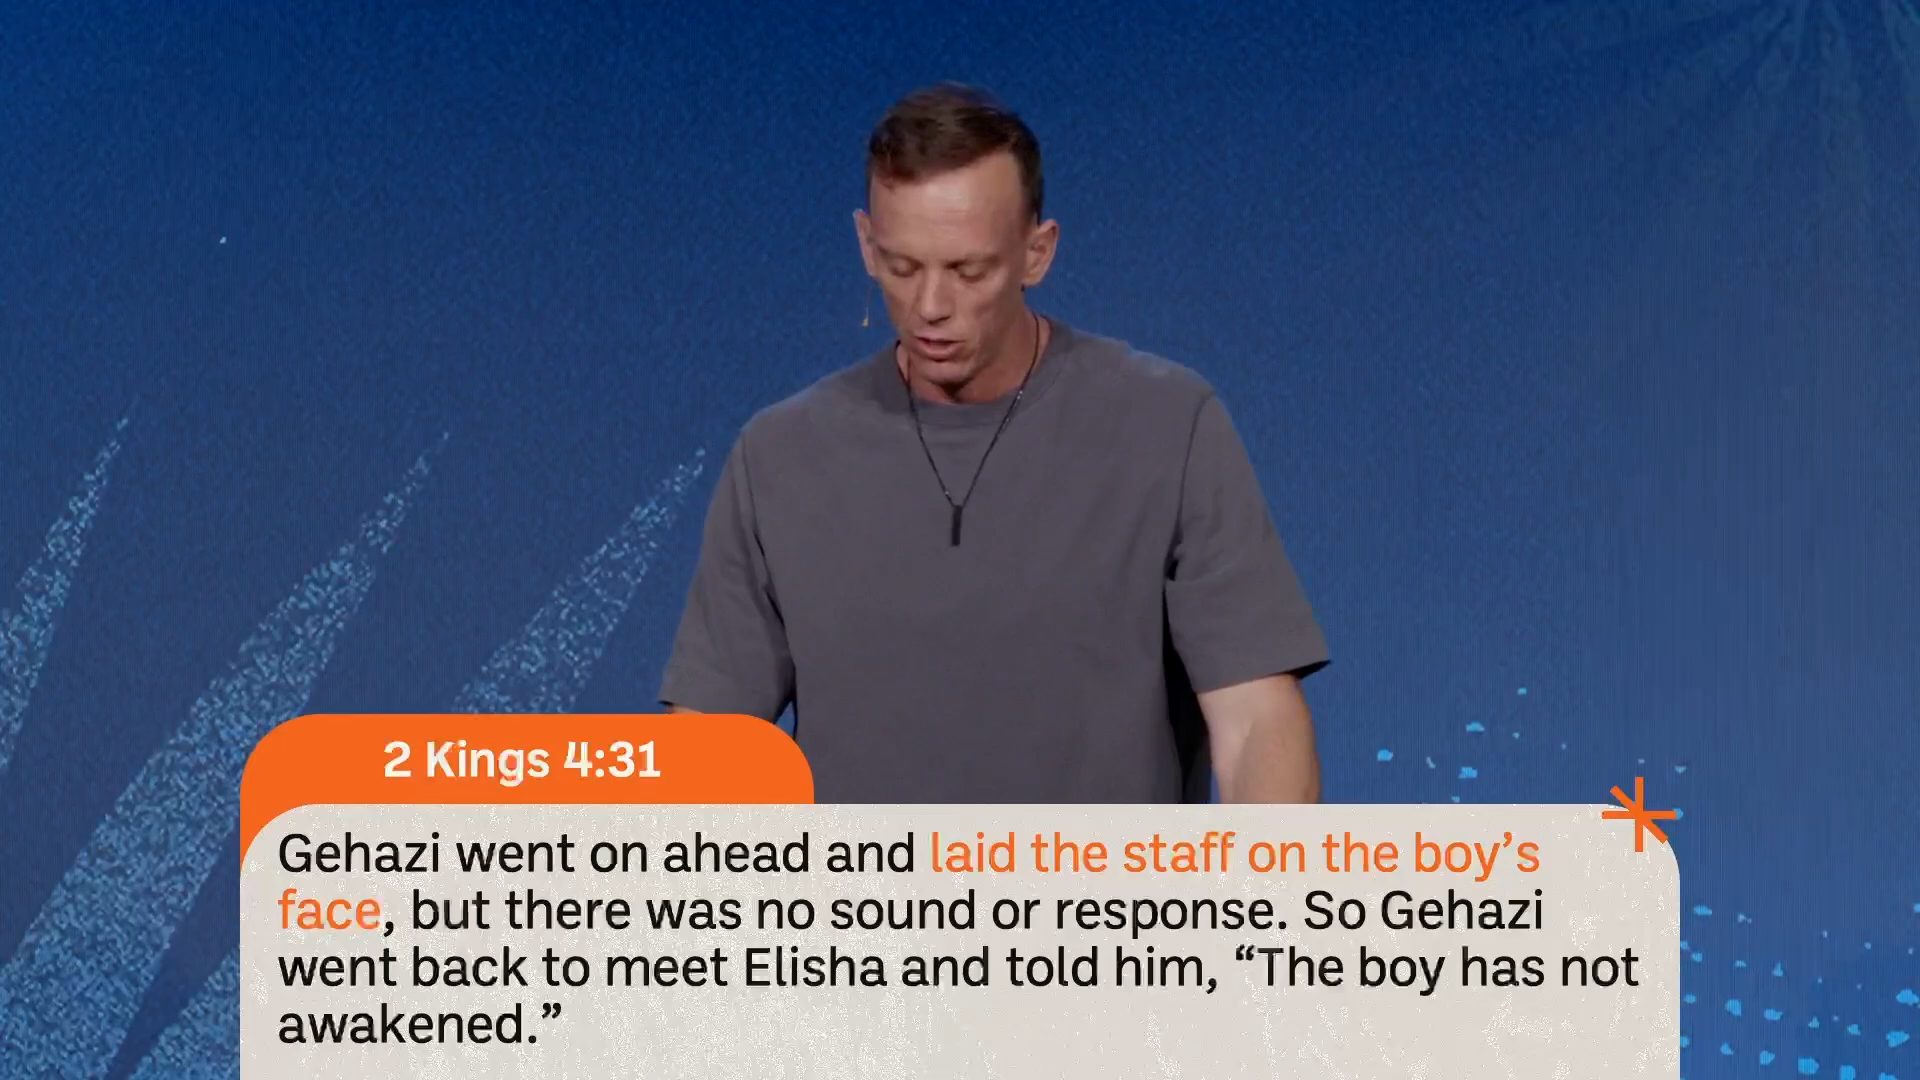 2 Kings 4:31
Gehazi went on ahead and laid the staff on the boy’s
face, but there was no sound or response. So Gehazi
went back to meet Elisha and told him, “The boy has not
awakened.”